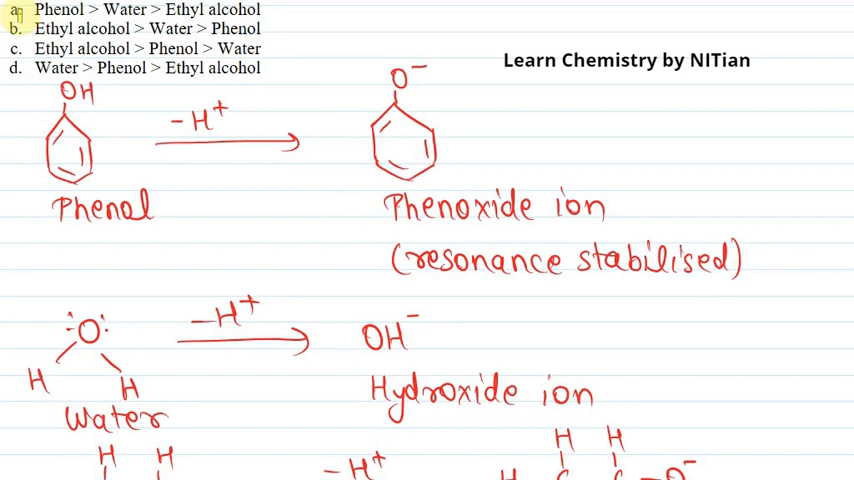 a. Phenol > Water > Ethyl alcohol
b. Ethyl alcohol > Water > Phenol
c. Ethyl alcohol > Phenol > Water
d. Water > Phenol > Ethyl alcohol
Learn Chemistry by NITian
OH
-H+
O-
Phenol
Phenoxide ion
(resonance stabilised)
:O:
-H+
OH-
H H
Water
Hydroxide ion
H H
-H+
H H
H C C-O-